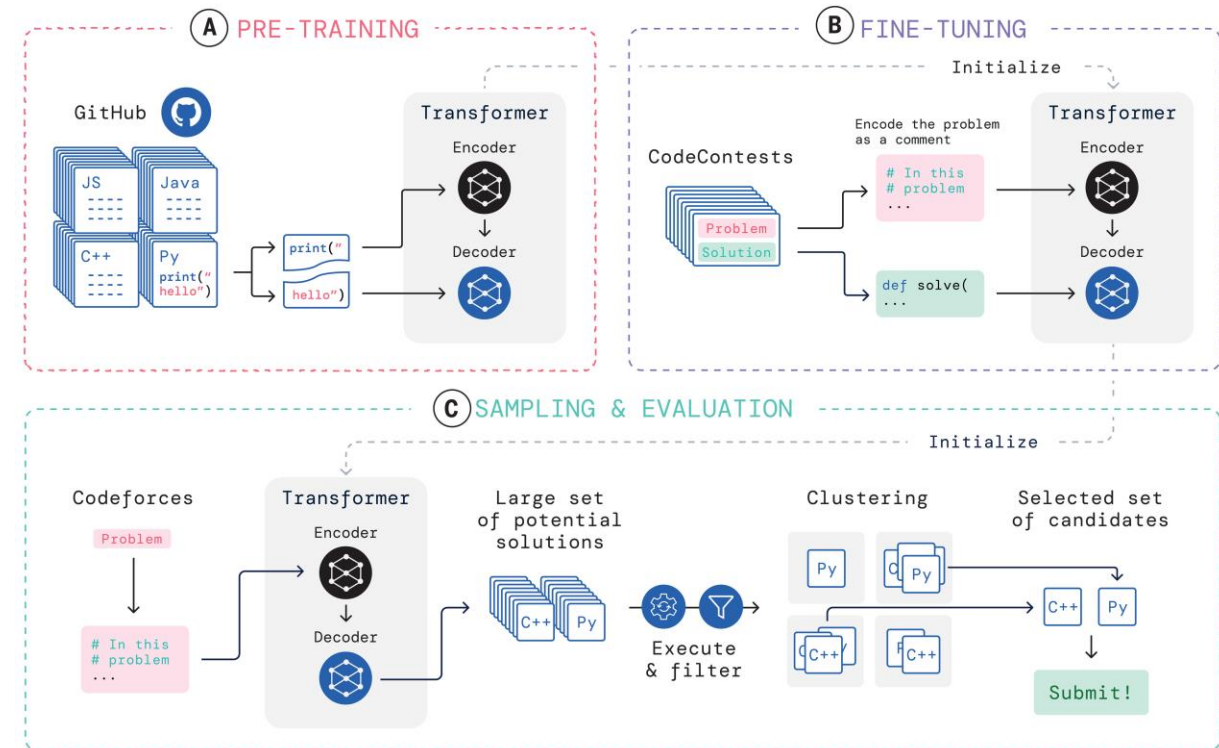 A PRE-TRAINING
GitHub
JS
Java
C++
Py
print("
hello")
print("
hello")
Transformer
Encoder
Decoder
B FINE-TUNING
Initialize
CodeContests
Problem
Solution
Encode the problem
as a comment
# In this
# problem
...
def solve(
...
Transformer
Encoder
Decoder
C SAMPLING & EVALUATION
Initialize
Codeforces
Problem
# In this
# problem
...
Transformer
Encoder
Decoder
Large set
of potential
solutions
C++
Py
Execute
& filter
Clustering
Py
C
Py
C++
C++
Selected set
of candidates
C++
Py
Submit!